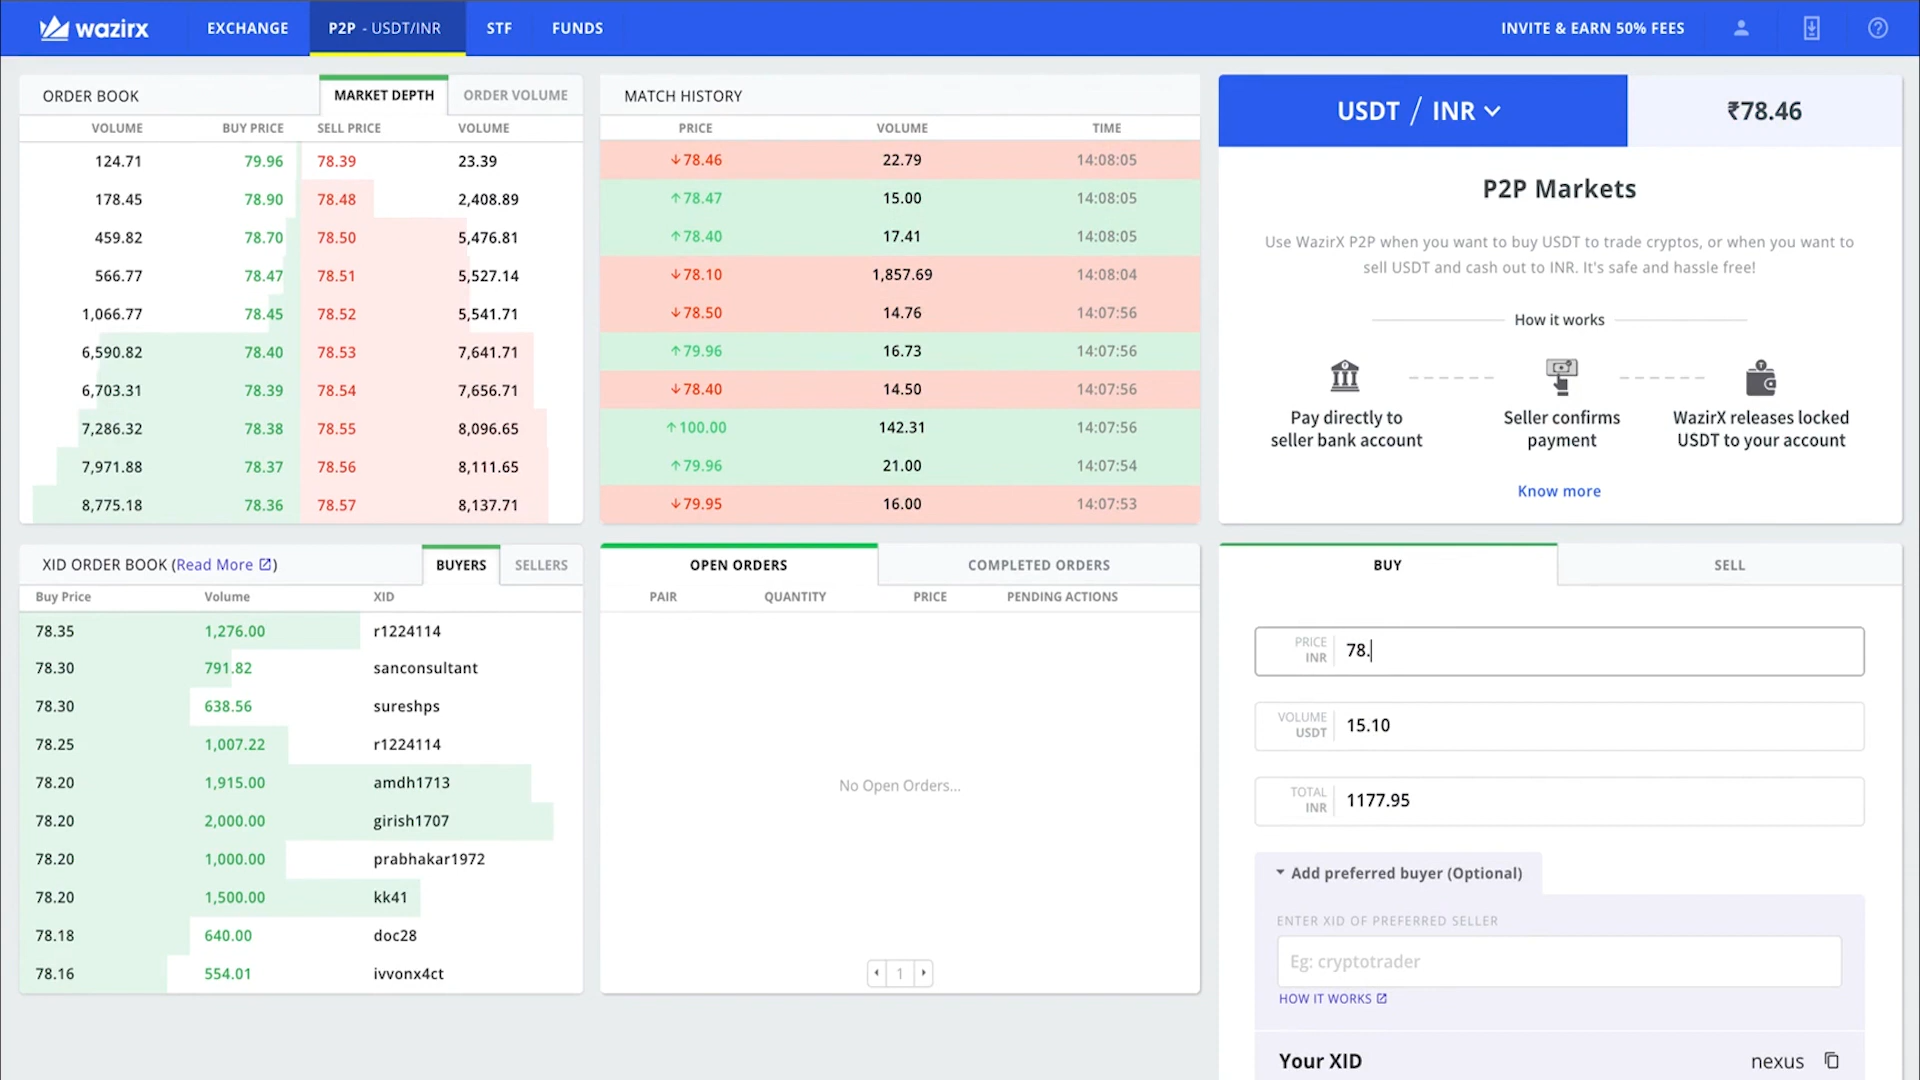 wazirx EXCHANGE P2P - USDT/INR STF FUNDS INVITE & EARN 50% FEES
ORDER BOOK MARKET DEPTH ORDER VOLUME
VOLUME BUY PRICE SELL PRICE VOLUME
124.71 79.96 78.39 23.39
178.45 78.90 78.48 2,408.89
459.82 78.70 78.50 5,476.81
566.77 78.47 78.51 5,527.14
1,066.77 78.45 78.52 5,541.71
6,590.82 78.40 78.53 7,641.71
6,703.31 78.39 78.54 7,656.71
7,286.32 78.38 78.55 8,096.65
7,971.88 78.37 78.56 8,111.65
8,775.18 78.36 78.57 8,137.71
MATCH HISTORY
PRICE VOLUME TIME
↓78.46 22.79 14:08:05
↑78.47 15.00 14:08:05
↑78.40 17.41 14:08:05
↓78.10 1,857.69 14:08:04
↓78.50 14.76 14:07:56
↑79.96 16.73 14:07:56
↓78.40 14.50 14:07:56
↑100.00 142.31 14:07:56
↑79.96 21.00 14:07:54
↓79.95 16.00 14:07:53
USDT / INR ₹78.46
P2P Markets
Use WazirX P2P when you want to buy USDT to trade cryptos, or when you want to
sell USDT and cash out to INR. It's safe and hassle free!
How it works
Pay directly to
seller bank account
Seller confirms
payment
WazirX releases locked
USDT to your account
Know more
XID ORDER BOOK (Read More) BUYERS SELLERS
Buy Price Volume XID
78.35 1,276.00 r1224114
78.30 791.82 sanconsultant
78.30 638.56 sureshps
78.25 1,007.22 r1224114
78.20 1,915.00 amdh1713
78.20 2,000.00 girish1707
78.20 1,000.00 prabhakar1972
78.20 1,500.00 kk41
78.18 640.00 doc28
78.16 554.01 ivvonx4ct
OPEN ORDERS COMPLETED ORDERS
PAIR QUANTITY PRICE PENDING ACTIONS
No Open Orders...
1
BUY SELL
PRICE
INR
78.
VOLUME
USDT
15.10
TOTAL
INR
1177.95
Add preferred buyer (Optional)
ENTER XID OF PREFERRED SELLER
Eg: cryptotrader
HOW IT WORKS
Your XID nexus